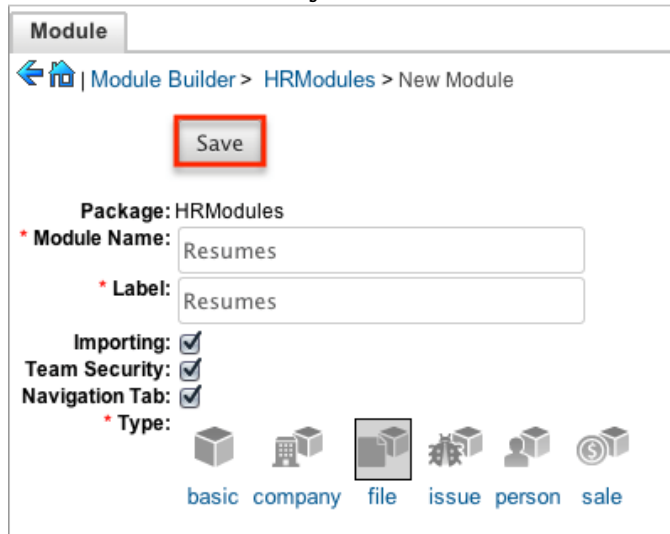 Module
| Module Builder > HRModules > New Module
Save
Package: HRModules
* Module Name: Resumes
* Label: Resumes
Importing:
Team Security:
Navigation Tab:
* Type:
basic company file issue person sale